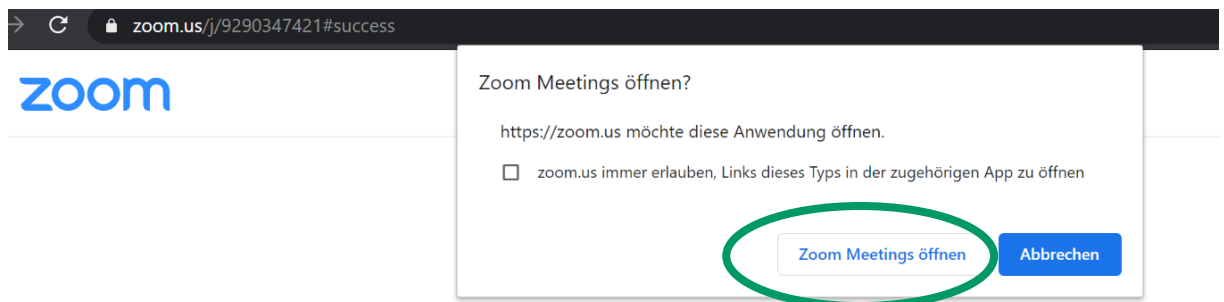 zoom.us/j/9290347421#success
zoom
Zoom Meetings öffnen?
https://zoom.us möchte diese Anwendung öffnen.
zoom.us immer erlauben, Links dieses Typs in der zugehörigen App zu öffnen
Zoom Meetings öffnen
Abbrechen